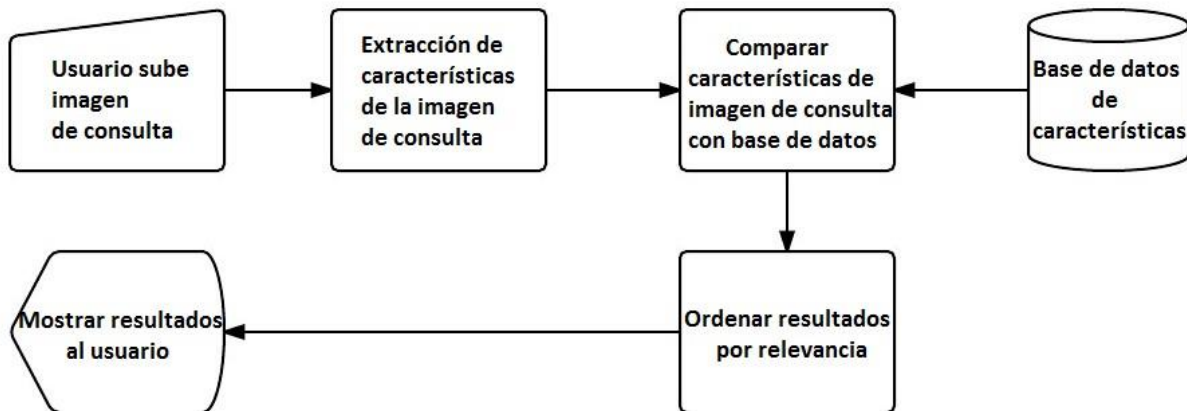 Usuario sube
imagen
de consulta
Extracción de
características
de la imagen
de consulta
Comparar
características de
imagen de consulta
con base de datos
Base de datos
de
características
Mostrar resultados
al usuario
Ordenar resultados
por relevancia